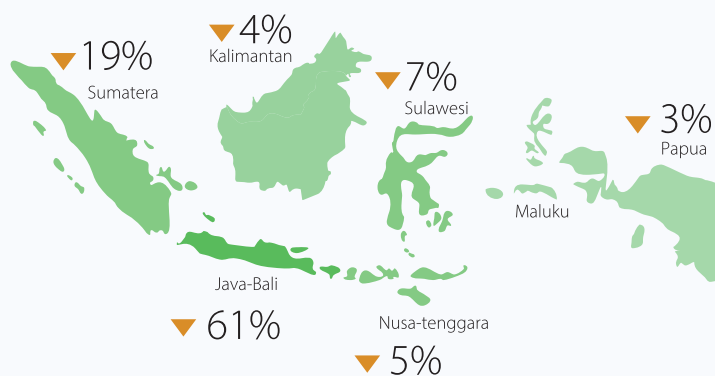 4%
Kalimantan
19%
Sumatera
7%
Sulawesi
3%
Papua
Maluku
Java-Bali
61%
Nusa-tenggara
5%